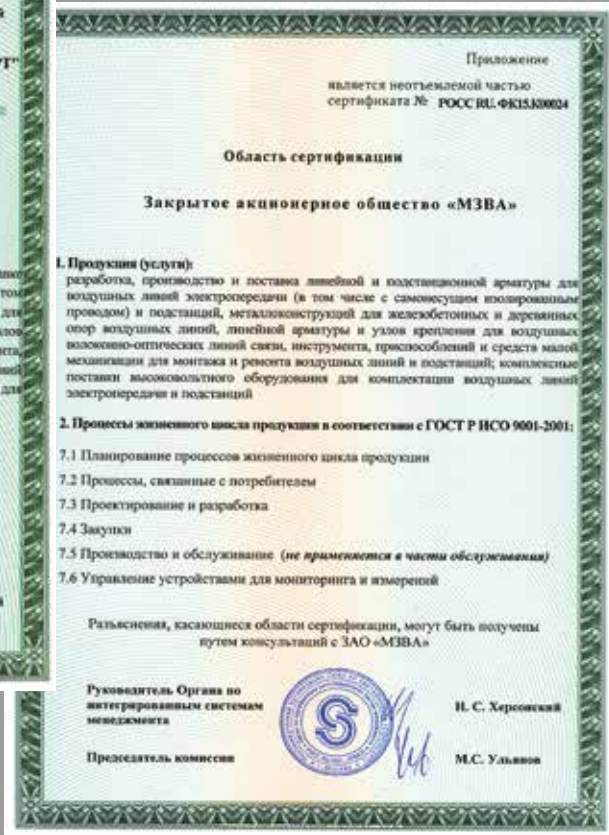 Приложение
является неотъемлемой частью
сертификата № РОСС RU.ФК15.К00024
Область сертификации
Закрытое акционерное общество «МЗВА»
1. Продукция (услуги):
разработка, производство и поставка линейной и подстанционной арматуры для
воздушных линий электропередачи (в том числе с самонесущим изолированным
проводом) и подстанций, металлоконструкций для железобетонных и деревянных
опор воздушных линий, линейной арматуры и узлов крепления для воздушных
волоконно-оптических линий связи, инструмента, приспособлений и средств малой
механизации для монтажа и ремонта воздушных линий и подстанций; комплексные
поставки высоковольтного оборудования для комплектации воздушных линий
электропередачи и подстанций
2. Процессы жизненного цикла продукции в соответствии с ГОСТ Р ИСО 9001-2001:
7.1 Планирование процессов жизненного цикла продукции
7.2 Процессы, связанные с потребителем
7.3 Проектирование и разработка
7.4 Закупки
7.5 Производство и обслуживание (не применяется в части обслуживания)
7.6 Управление устройствами для мониторинга и измерений
Разъяснения, касающиеся области сертификации, могут быть получены
путем консультаций с ЗАО «МЗВА»
Руководитель Органа по
интегрированным системам
менеджмента
И. С. Херсонский
Председатель комиссии
М.С. Ульянов